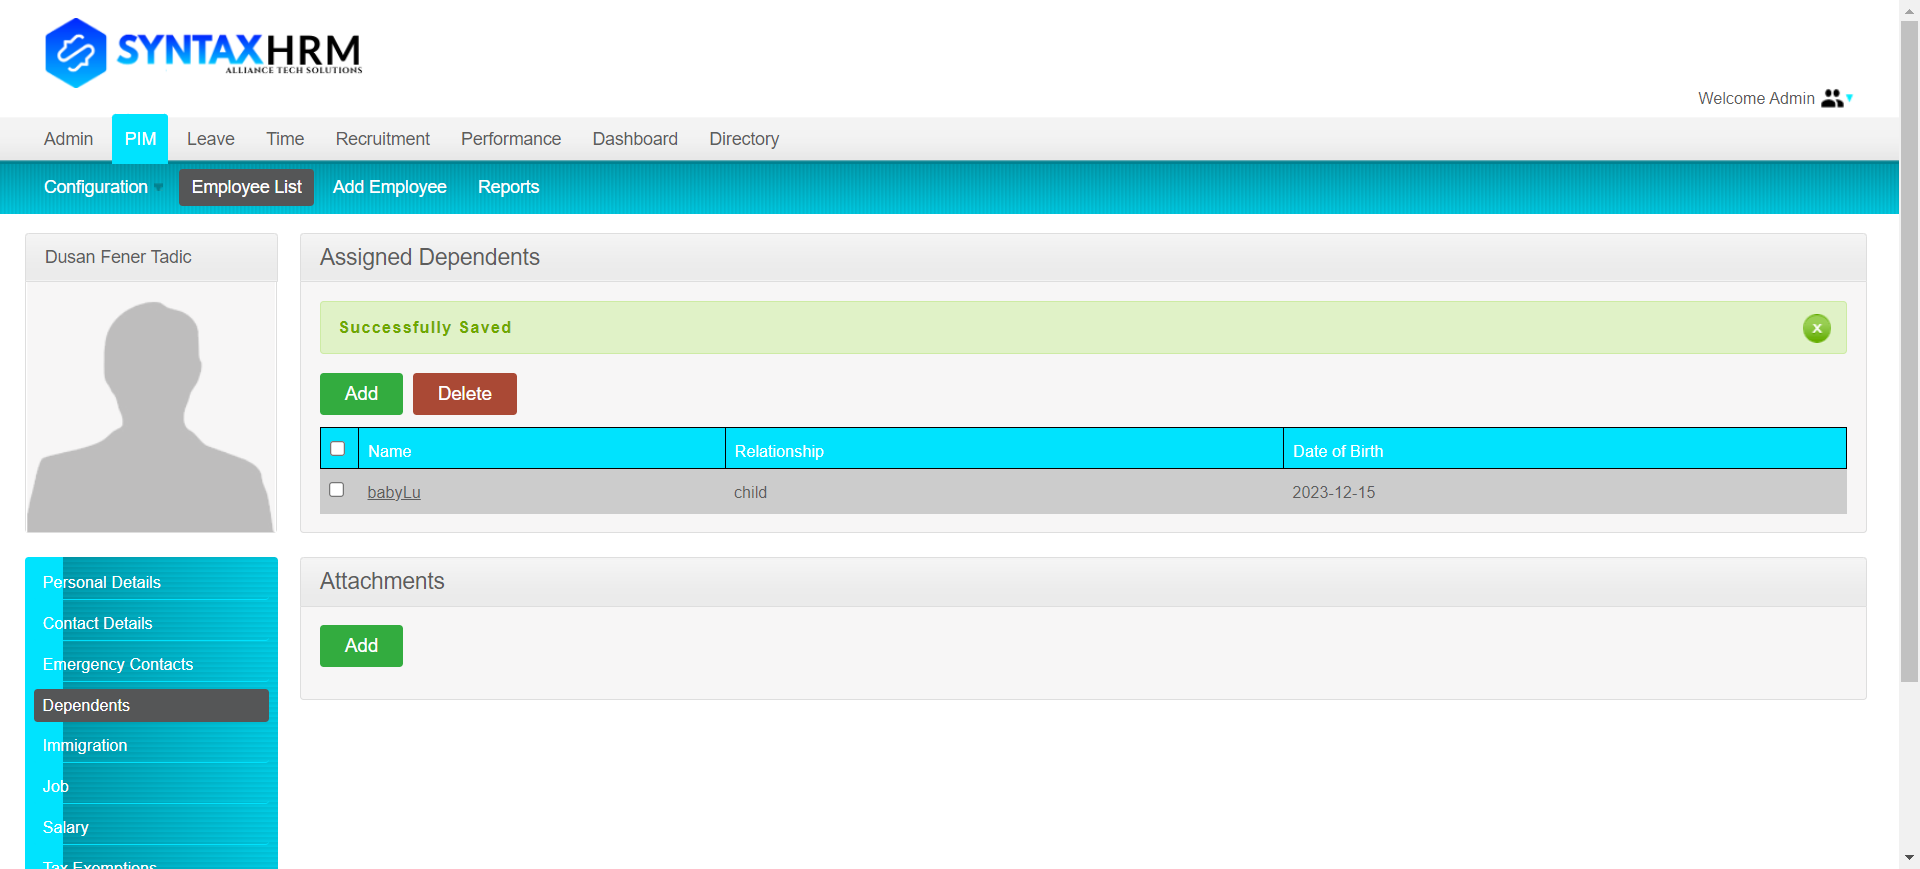 SYNTAXHRM
ALLIANCE TECH SOLUTIONS
Welcome Admin
Admin PIM Leave Time Recruitment Performance Dashboard Directory
Configuration Employee List Add Employee Reports
Dusan Fener Tadic
Assigned Dependents
Successfully Saved
x
Add Delete
Name Relationship Date of Birth
babyLu child 2023-12-15
Personal Details
Contact Details
Emergency Contacts
Dependents
Immigration
Job
Salary
Tax Exemptions
Attachments
Add